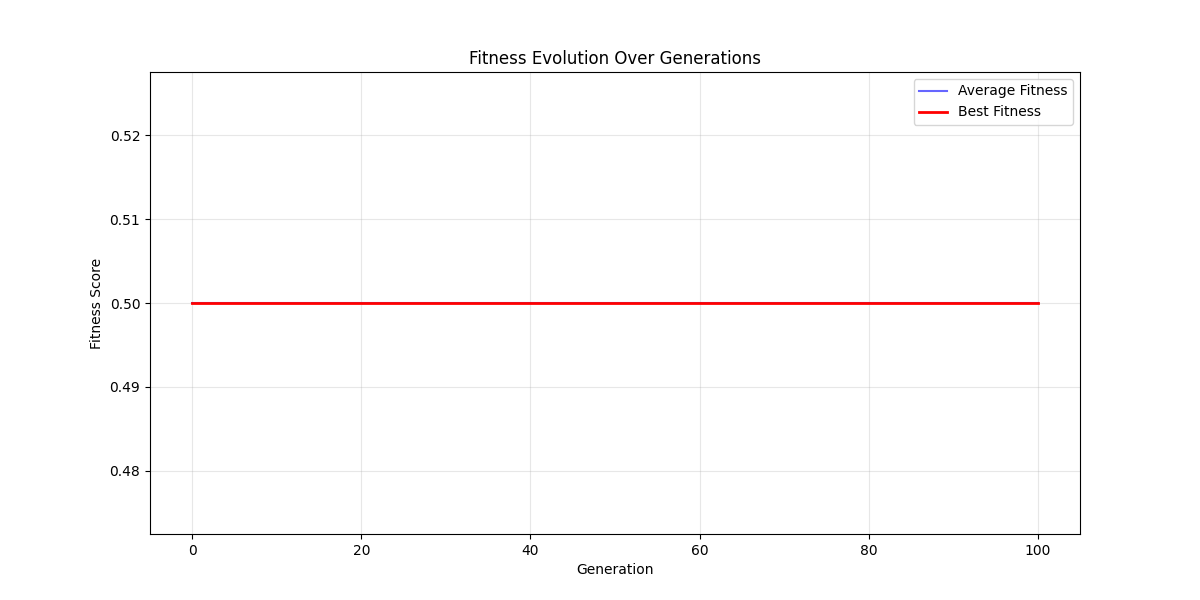 Fitness Evolution Over Generations
Average Fitness
Best Fitness
0.52
0.51
0.50
0.49
0.48
Fitness Score
0 20 40 60 80 100
Generation